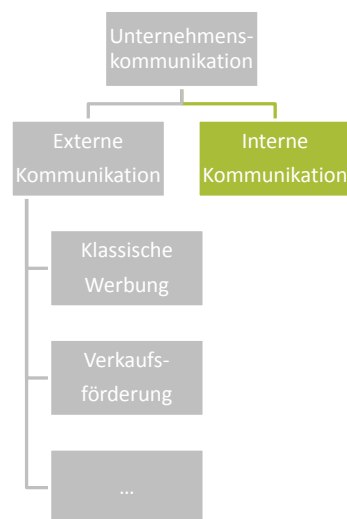 Unternehmens-
kommunikation
Externe
Kommunikation
Interne
Kommunikation
Klassische
Werbung
Verkaufs-
förderung
...